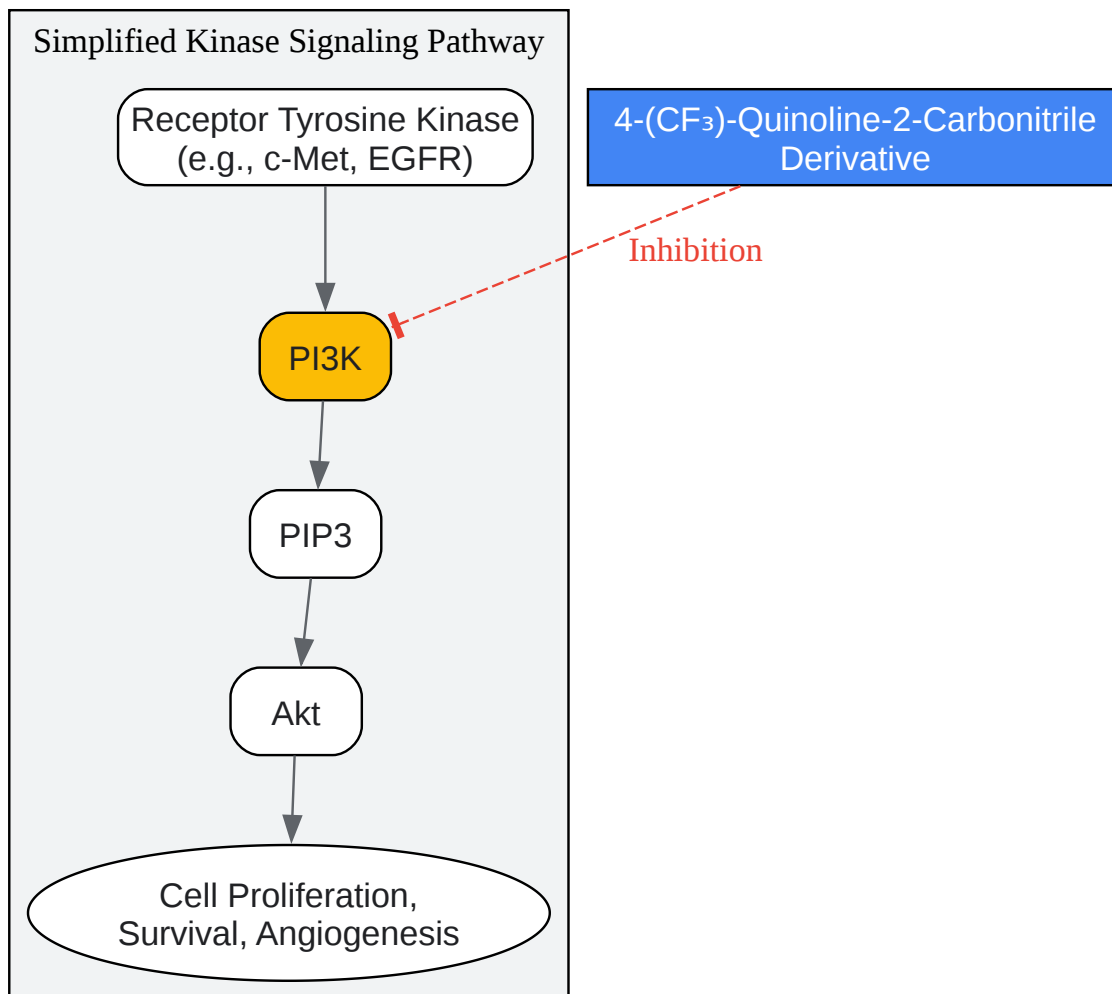 Simplified Kinase Signaling Pathway
Receptor Tyrosine Kinase
(e.g., c-Met, EGFR)
4-(CF₃)-Quinoline-2-Carbonitrile
Derivative
Inhibition
PI3K
PIP3
Akt
Cell Proliferation,
Survival, Angiogenesis